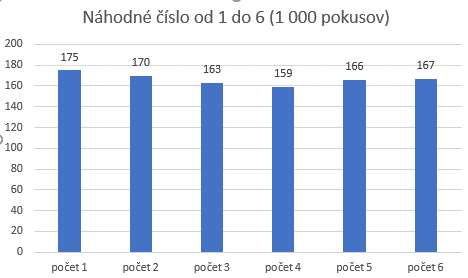 Náhodné číslo od 1 do 6 (1 000 pokusov)
200
180
160
140
120
100
80
60
40
20
0
175
170
163
159
166
167
počet 1
počet 2
počet 3
počet 4
počet 5
počet 6